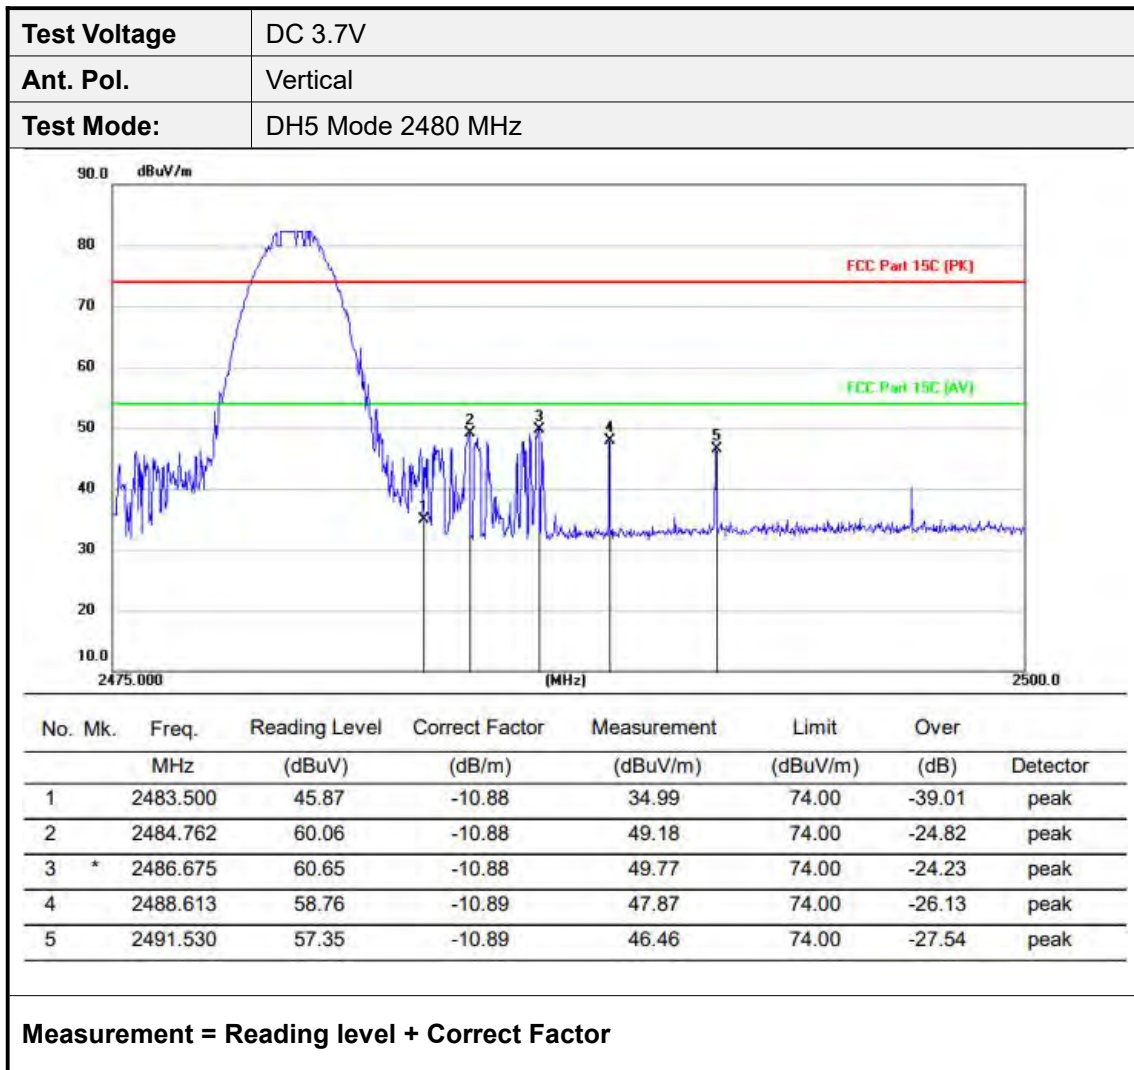 Test Voltage DC 3.7V
Ant. Pol. Vertical
Test Mode: DH5 Mode 2480 MHz
90.0 dBuV/m
80
FCC Part 15C (PK)
70
60
FCC Part 15C (AV)
50
2 3 4 5
40
1
30
20
10.0
2475.000 (MHz) 2500.0
No. Mk. Freq. Reading Level Correct Factor Measurement Limit Over
MHz (dBuV) (dB/m) (dBuV/m) (dBuV/m) (dB) Detector
1 2483.500 45.87 -10.88 34.99 74.00 -39.01 peak
2 2484.762 60.06 -10.88 49.18 74.00 -24.82 peak
3 * 2486.675 60.65 -10.88 49.77 74.00 -24.23 peak
4 2488.613 58.76 -10.89 47.87 74.00 -26.13 peak
5 2491.530 57.35 -10.89 46.46 74.00 -27.54 peak
Measurement = Reading level + Correct Factor